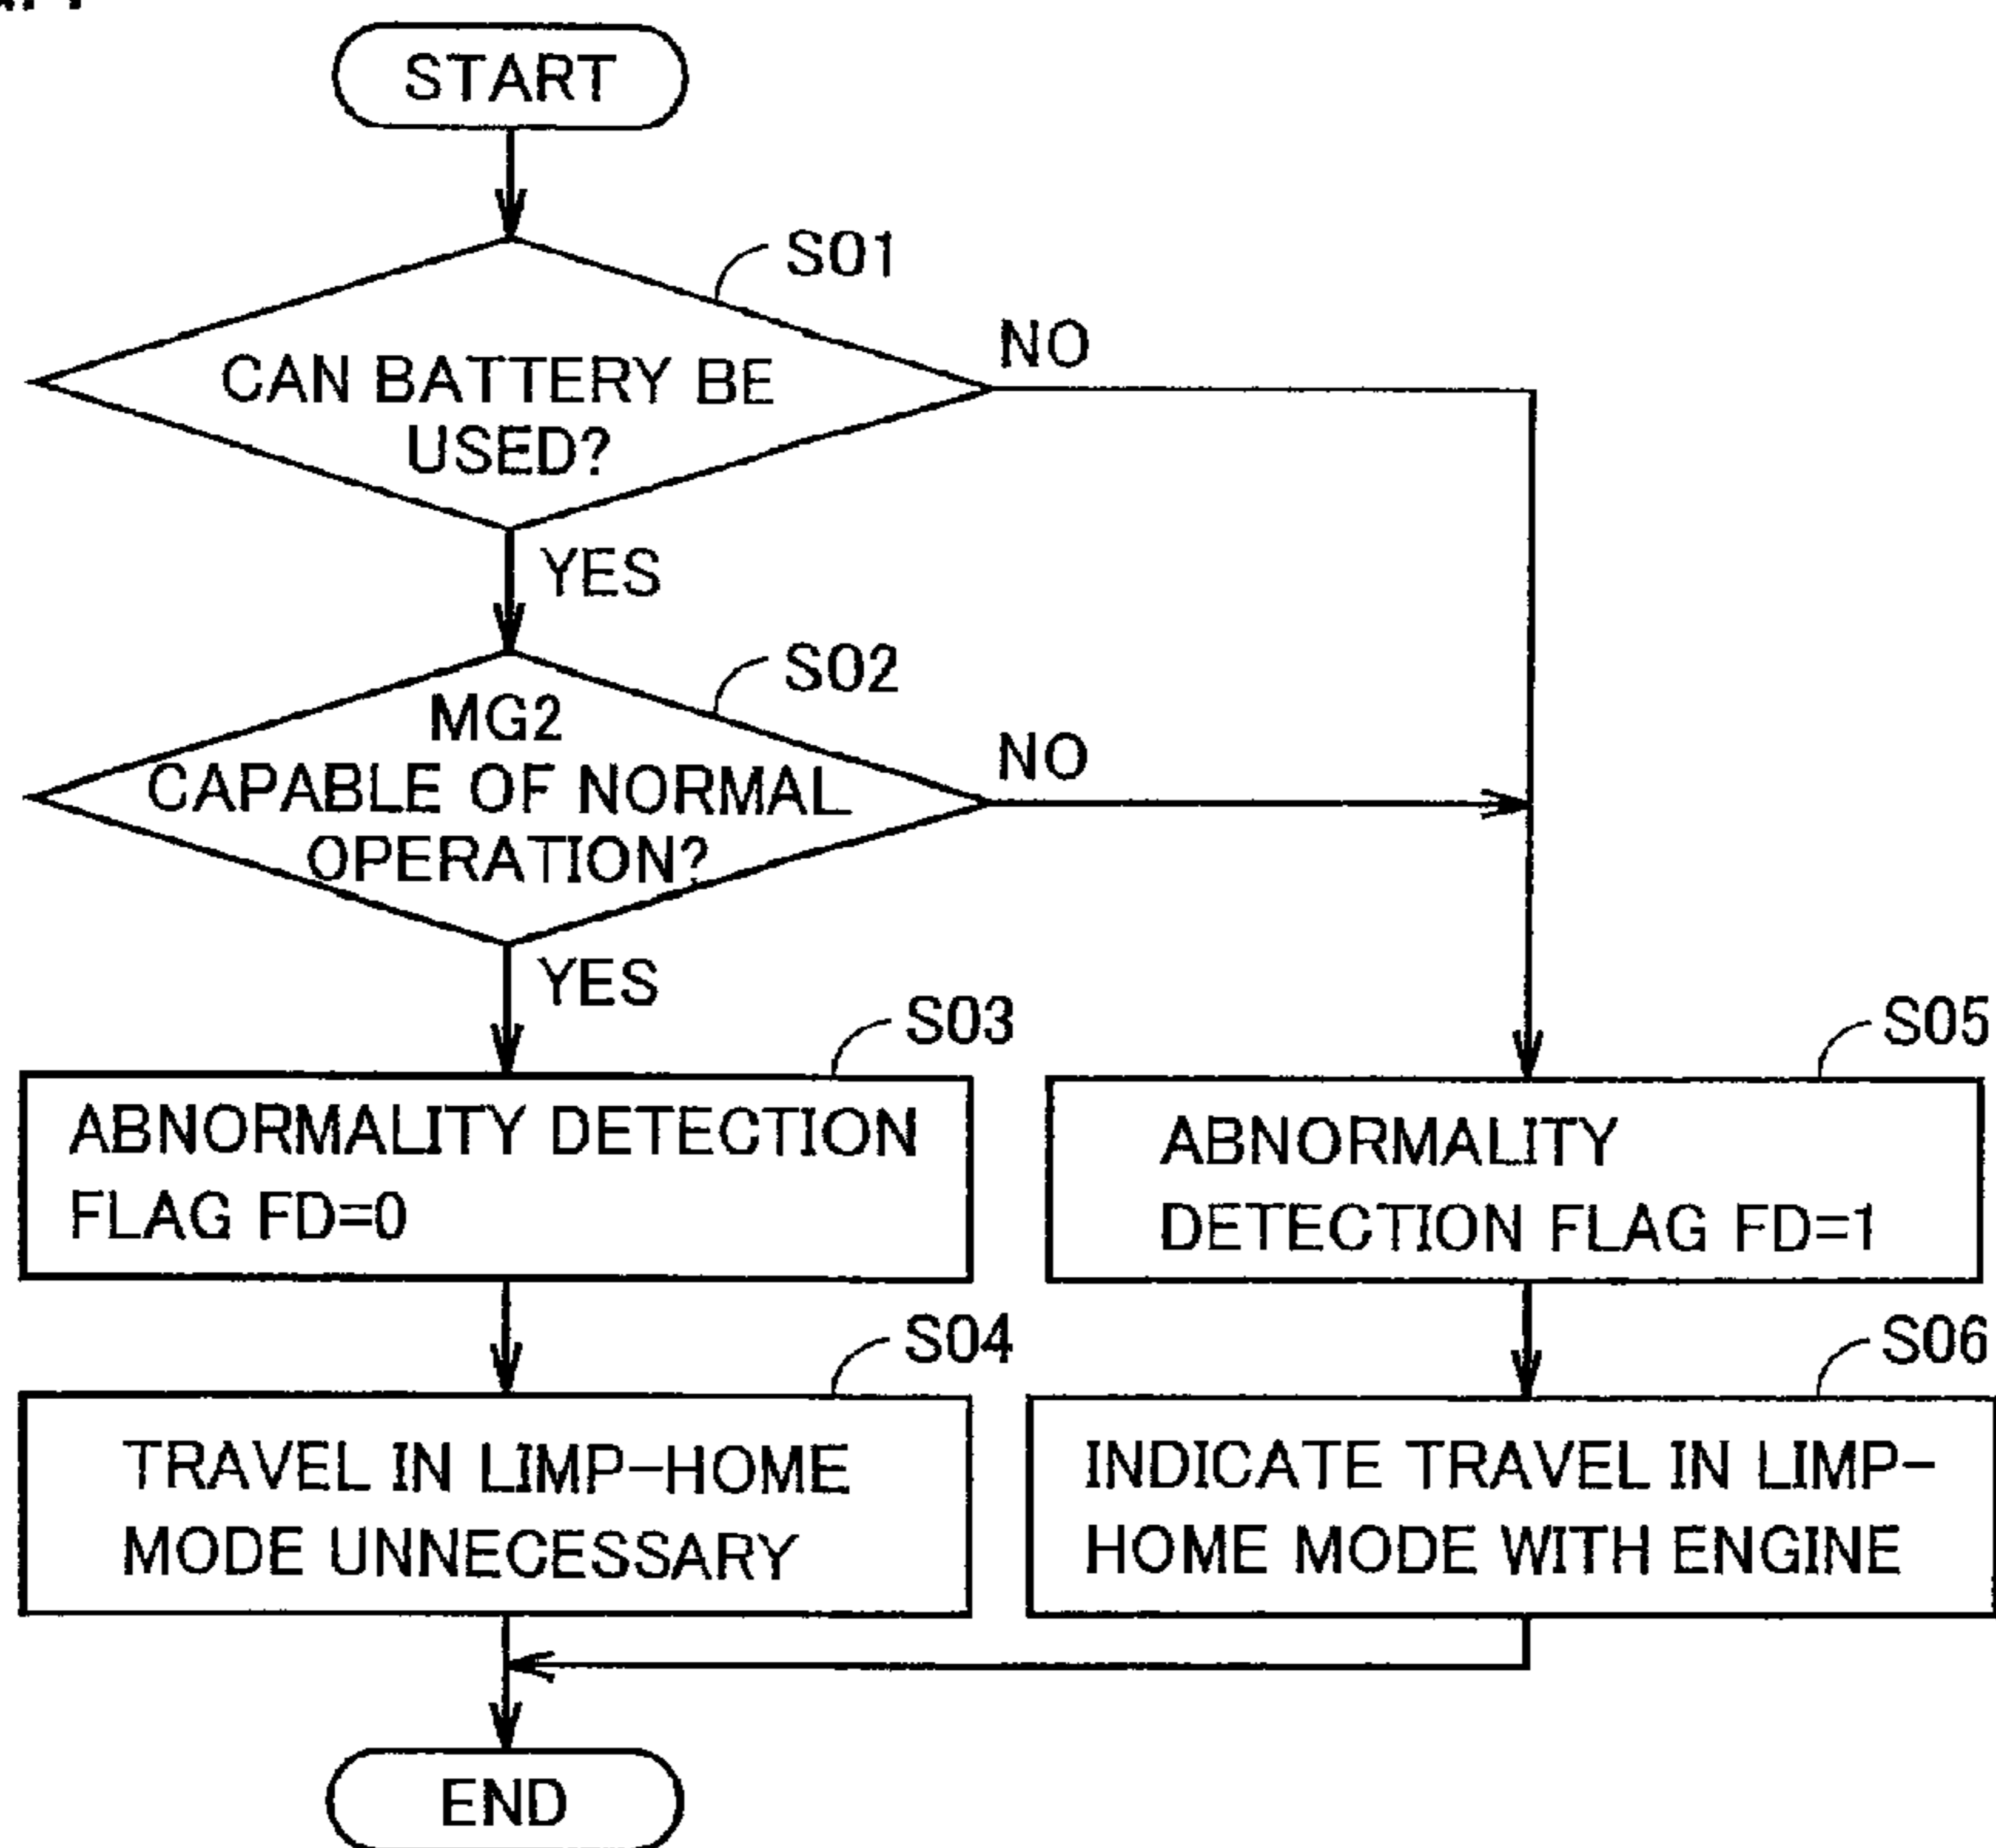 START
S01
CAN BATTERY BE
USED?
NO
YES
S02
MG2
CAPABLE OF NORMAL
OPERATION?
NO
YES
S03
ABNORMALITY DETECTION
FLAG FD=0
S05
ABNORMALITY
DETECTION FLAG FD=1
S04
TRAVEL IN LIMP-HOME
MODE UNNECESSARY
S06
INDICATE TRAVEL IN LIMP-
HOME MODE WITH ENGINE
END